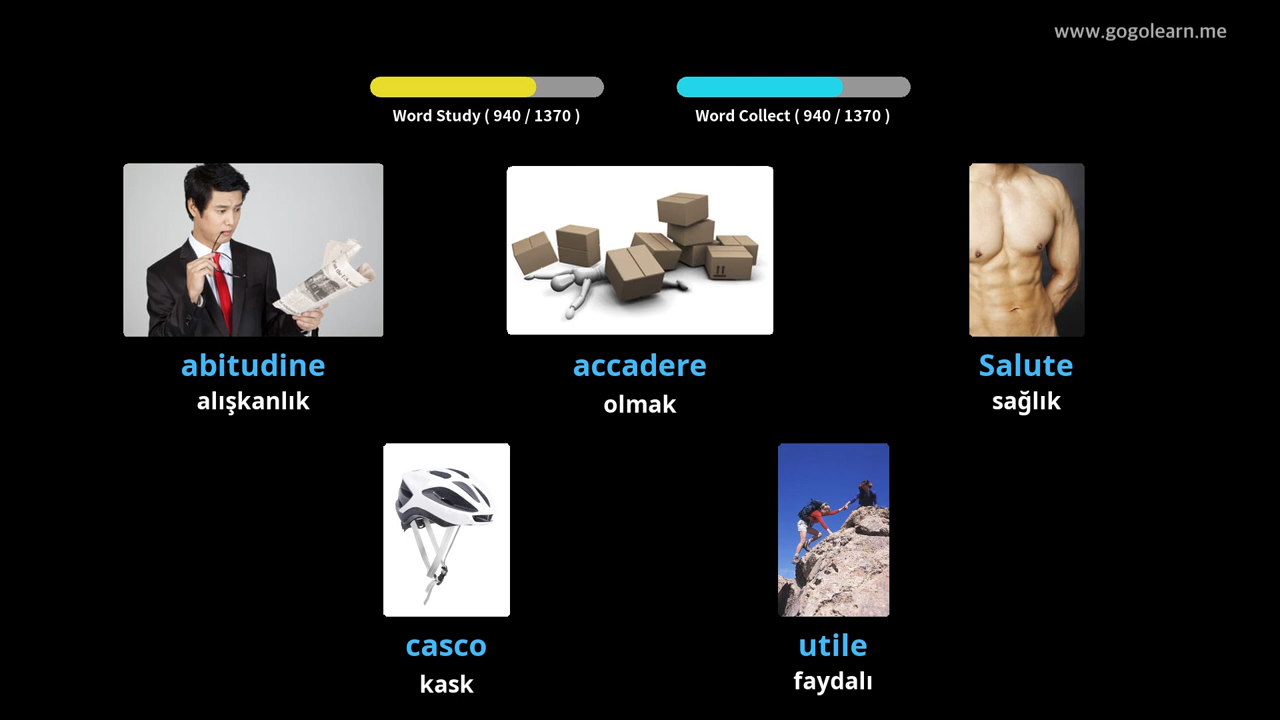 www.gogolearn.me
Word Study ( 940 / 1370 )
Word Collect ( 940 / 1370 )
abitudine
alışkanlık
accadere
olmak
Salute
sağlık
casco
kask
utile
faydalı